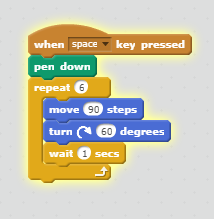 when space key pressed
pen down
repeat 6
move 90 steps
turn 60 degrees
wait 1 secs